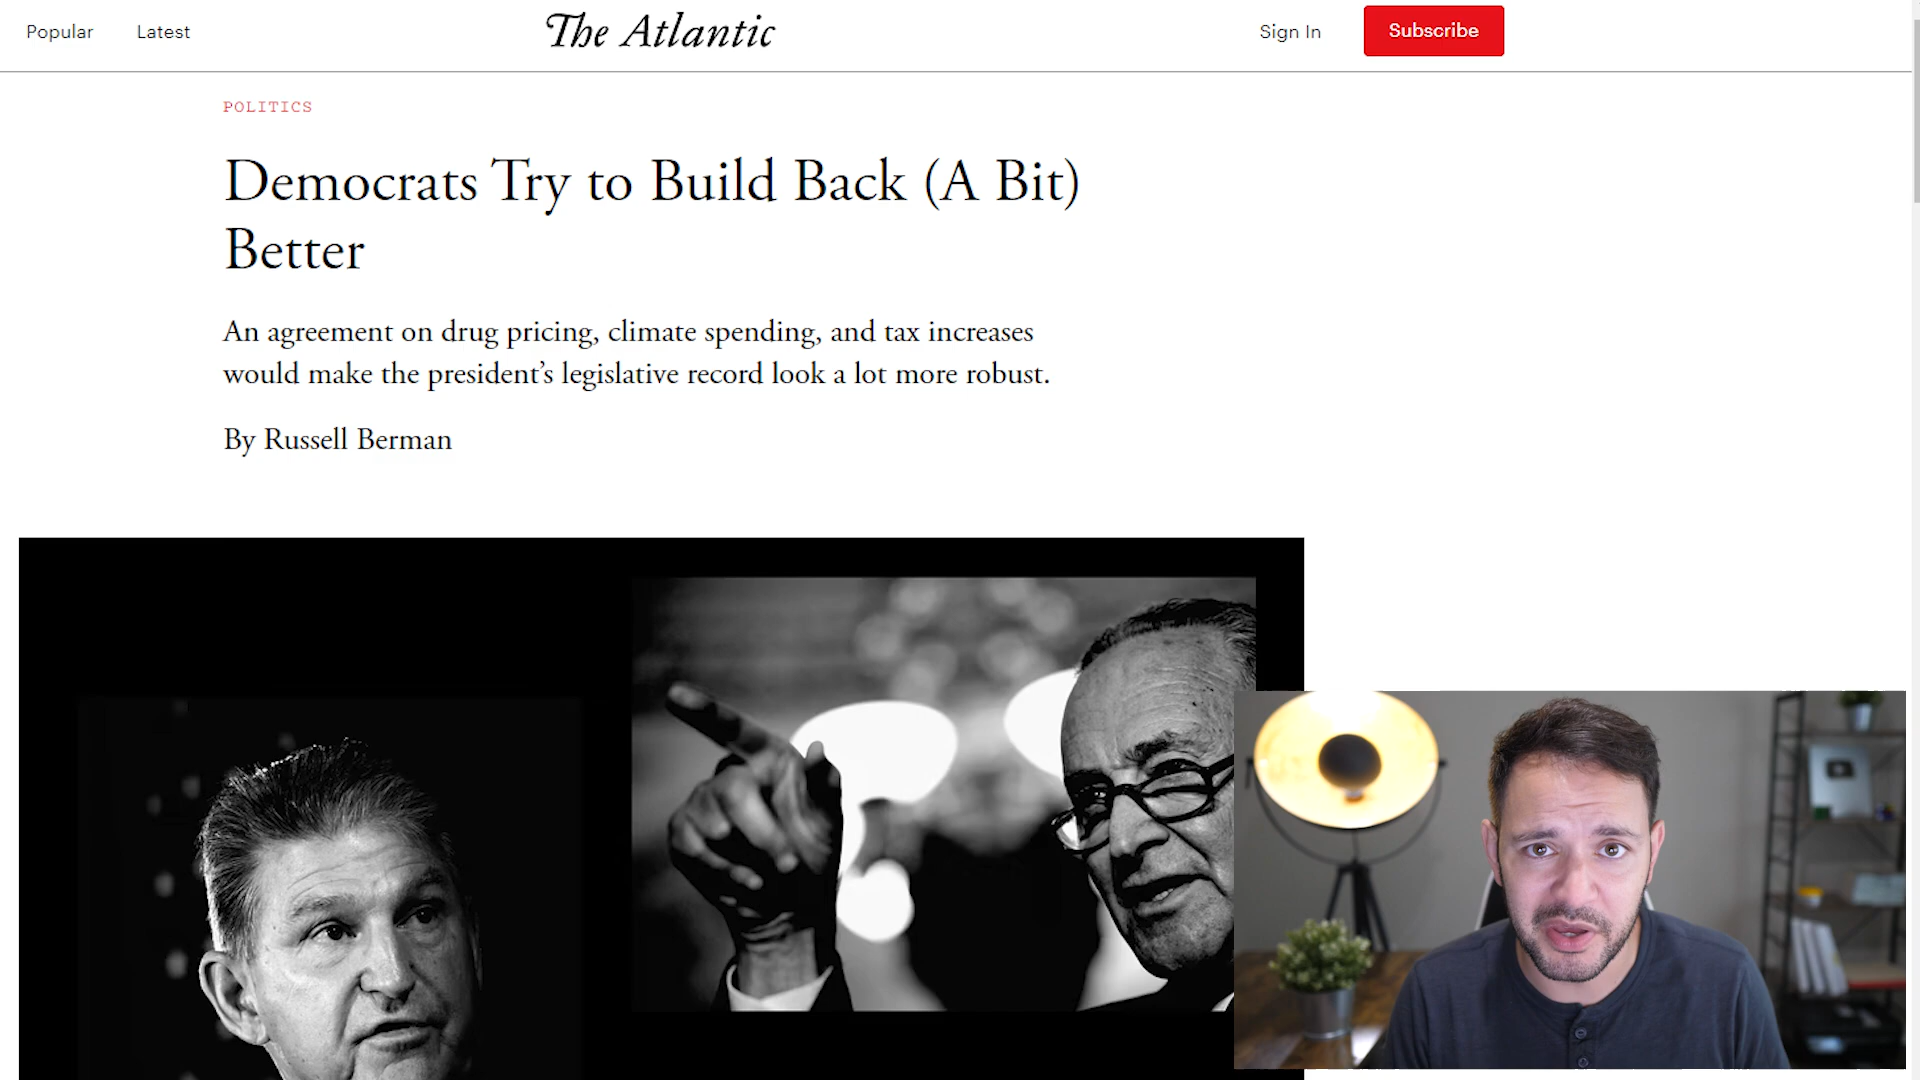 Popular Latest The Atlantic Sign In Subscribe
POLITICS
Democrats Try to Build Back (A Bit)
Better
An agreement on drug pricing, climate spending, and tax increases
would make the president’s legislative record look a lot more robust.
By Russell Berman